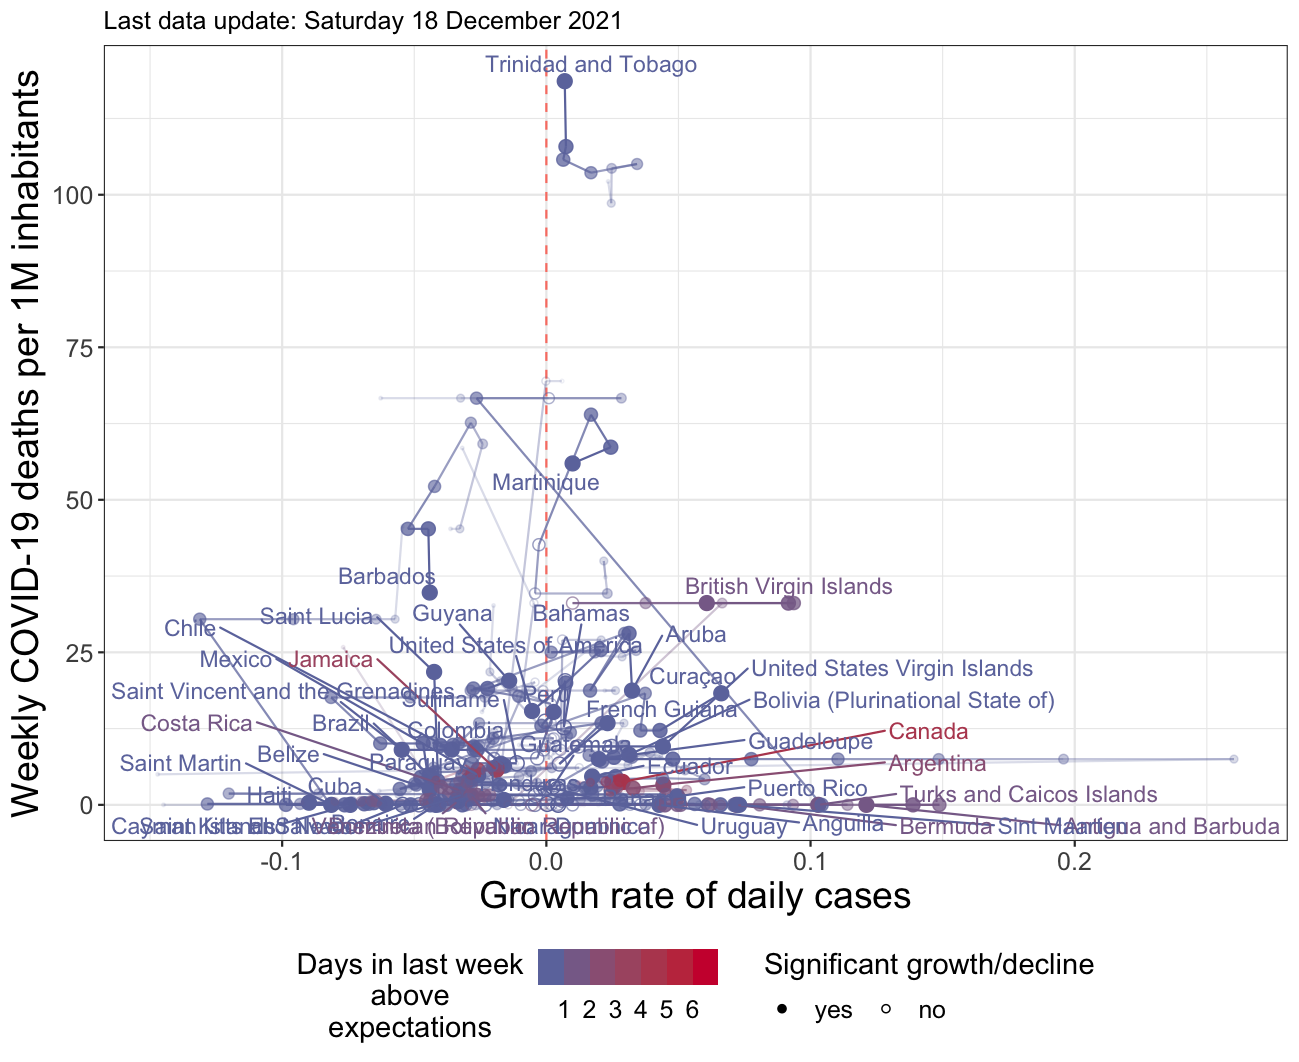 Last data update: Saturday 18 December 2021
Weekly COVID-19 deaths per 1M inhabitants
100
75
50
25
0
Trinidad and Tobago
Martinique
Barbados
British Virgin Islands
Saint Lucia
Guyana
Bahamas
Chile
Aruba
United States of America
Mexico
Jamaica
United States Virgin Islands
Curaçao
Saint Vincent and the Grenadines
Peru
Suriname
Bolivia (Plurinational State of)
French Guiana
Costa Rica
Brazil
Colombia
Canada
Guatemala
Guadeloupe
Belize
Saint Martin
Paraguay
Ecuador
Argentina
Cuba
Puerto Rico
Haiti
Turks and Caicos Islands
Uruguay
Anguilla
Bermuda
Sint Maarten
Antigua and Barbuda
-0.1
0.0
0.1
0.2
Growth rate of daily cases
Days in last week
above
expectations
1 2 3 4 5 6
Significant growth/decline
yes
no